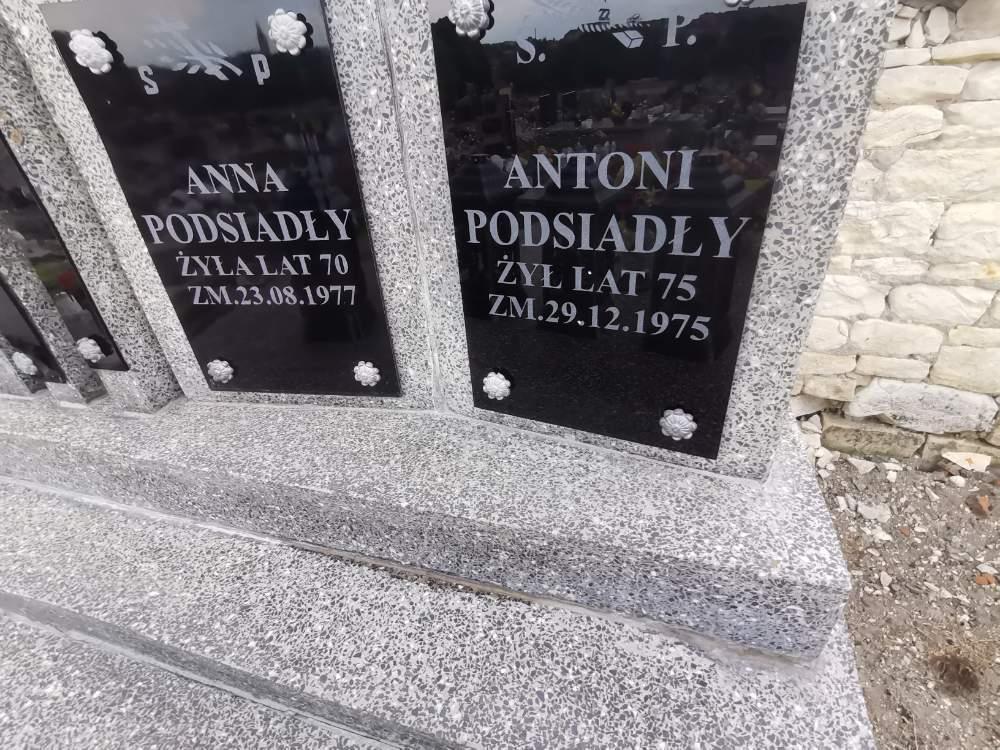 S P
ANNA
PODSIADŁY
ŻYŁA LAT 70
ZM.23.08.1977
S. P.
ANTONI
PODSIADŁY
ŻYŁ LAT 75
ZM.29.12.1975